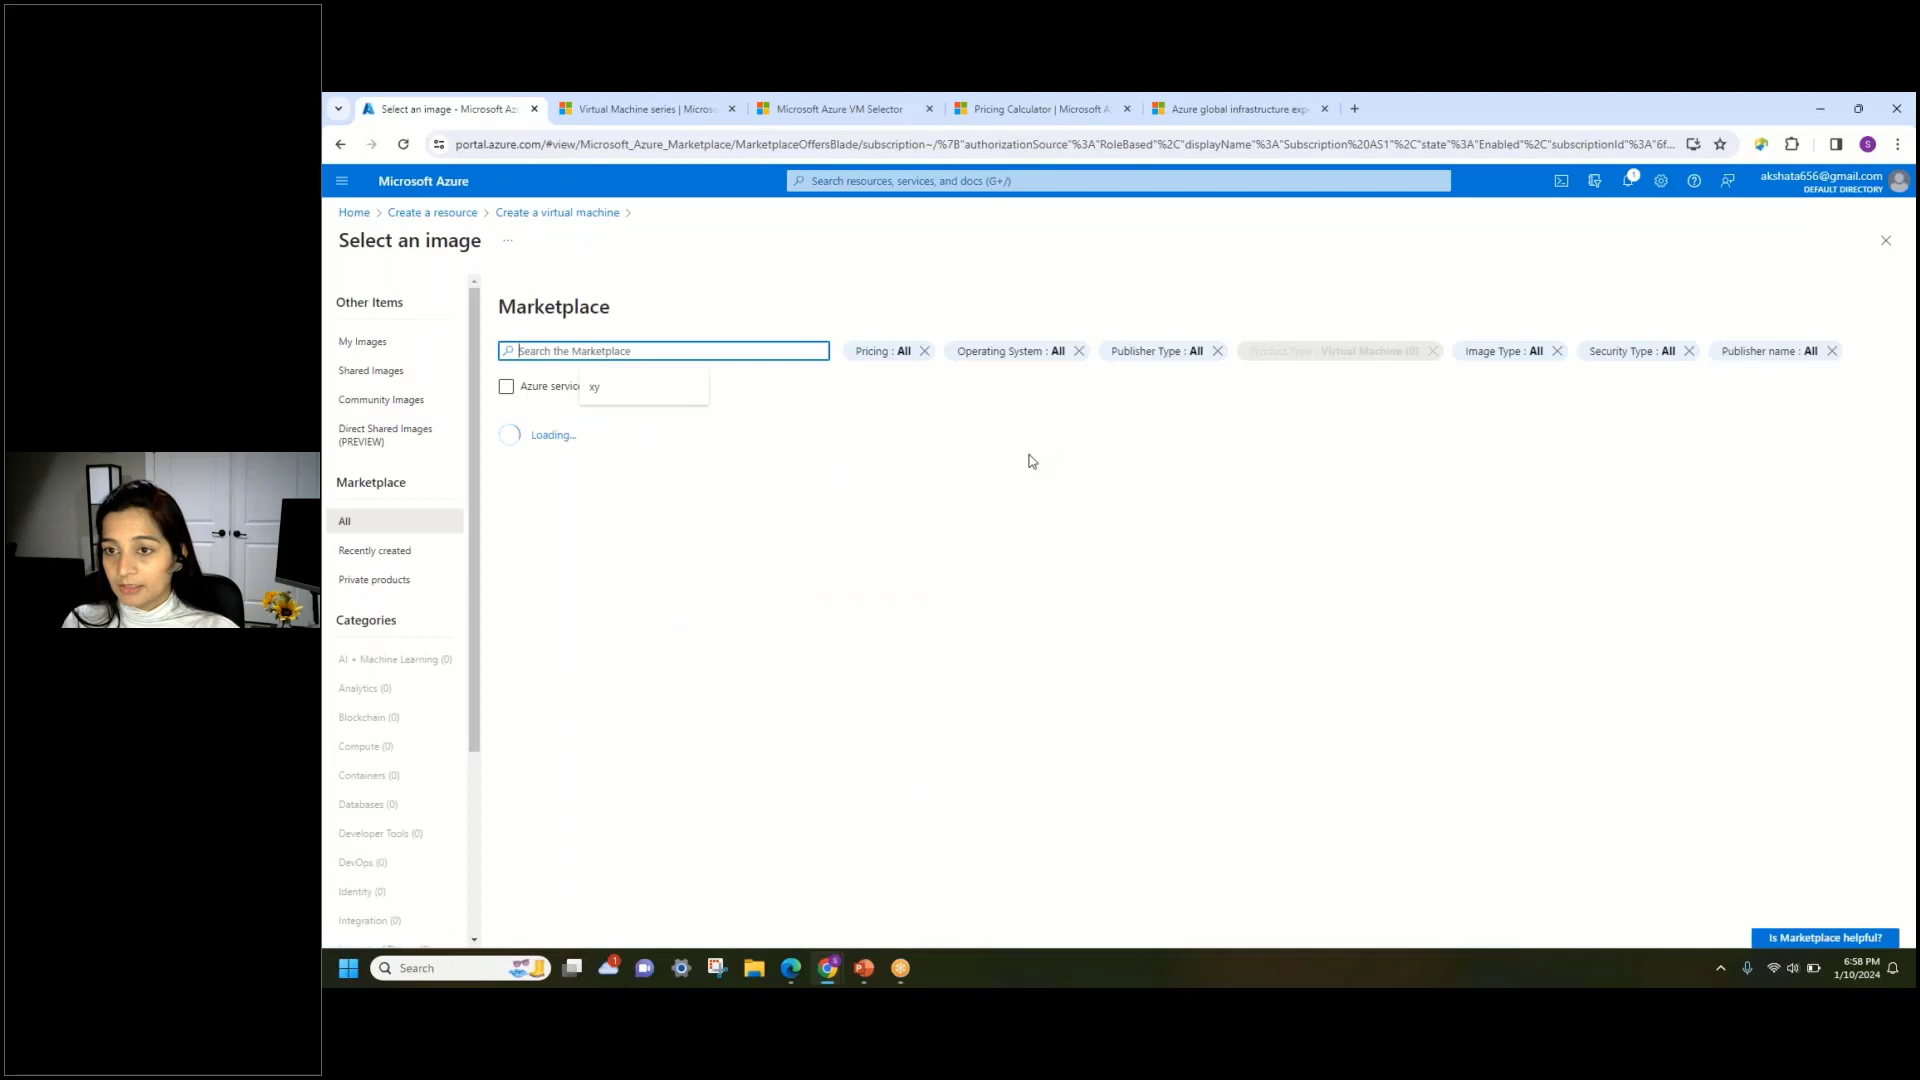 Select an image - Microsoft Az
Virtual Machine series | Micros
Microsoft Azure VM Selector
Pricing Calculator | Microsoft A
Azure global infrastructure exp
portal.azure.com/#view/Microsoft_Azure_Marketplace/MarketplaceOffersBlade/subscription~/%7B"authorizationSource"%3A"RoleBased"%2C"displayName"%3A"Subscription%20AS1"%2C"state"%3A"Enabled"%2C"subscriptionId"%3A"6f...
S
Microsoft Azure
Search resources, services, and docs (G+/)
1
akshata656@gmail.com
DEFAULT DIRECTORY
Home > Create a resource > Create a virtual machine >
Select an image ...
Other Items
My Images
Shared Images
Community Images
Direct Shared Images
(PREVIEW)
Marketplace
All
Recently created
Private products
Categories
AI + Machine Learning (0)
Analytics (0)
Blockchain (0)
Compute (0)
Containers (0)
Databases (0)
Developer Tools (0)
DevOps (0)
Identity (0)
Integration (0)
Marketplace
Search the Marketplace
Pricing : All
Operating System : All
Publisher Type : All
Product Type : Virtual Machine (0)
Image Type : All
Security Type : All
Publisher name : All
Azure servic
xy
Loading...
Is Marketplace helpful?
Search
1
6:58 PM
1/10/2024